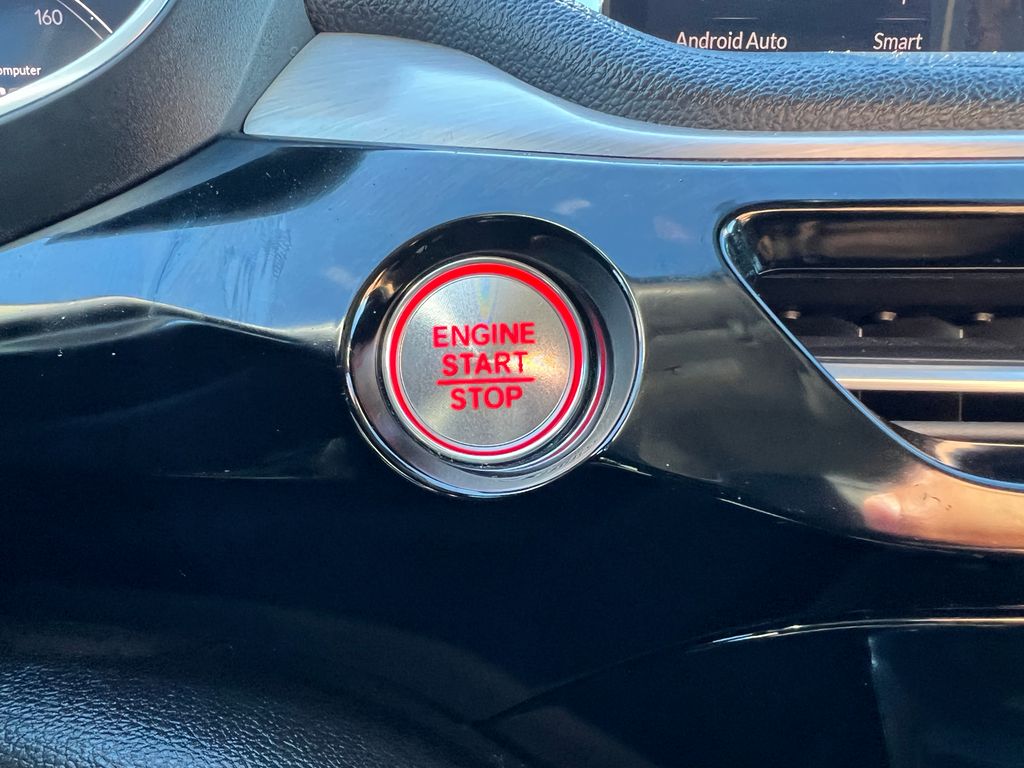 160
omputer
Android Auto
Smart
ENGINE
START
STOP